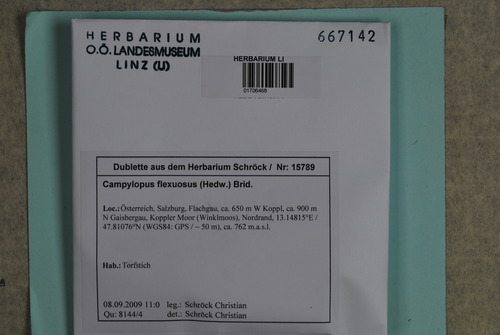 HERBARIUM
O.Ö. LANDESMUSEUM
LINZ (U)
667142
HERBARIUM LI
01706468
Dublette aus dem Herbarium Schröck / Nr: 15789
Campylopus flexuosus (Hedw.) Brid.
Loc.: Österreich, Salzburg, Flachgau, ca. 650 m W Koppl, ca. 900 m
N Gaisbergau, Koppler Moor (Winklmoos), Nordrand, 13.14815°E /
47.81076°N (WGS84: GPS / ~ 50 m), ca. 762 m.a.s.l.
Hab.: Torfstich
08.09.2009 11:0 leg.: Schröck Christian
Qu: 8144/4 det.: Schröck Christian